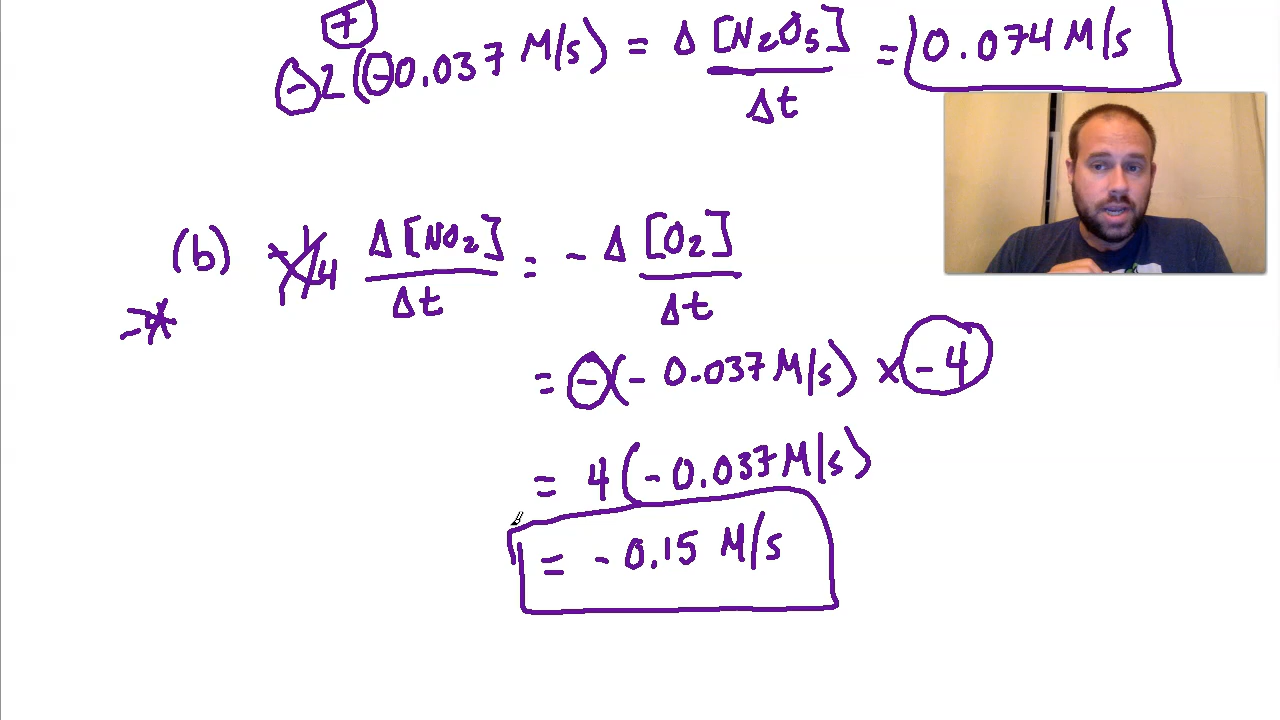 +
-2(-0.037 M/s) = Δ[N₂O₅]/Δt = 0.074 M/s
(b) 1/4 Δ[NO₂]/Δt = -Δ[O₂]/Δt
= -(-0.037 M/s) × -4
= 4(-0.037 M/s)
= -0.15 M/s